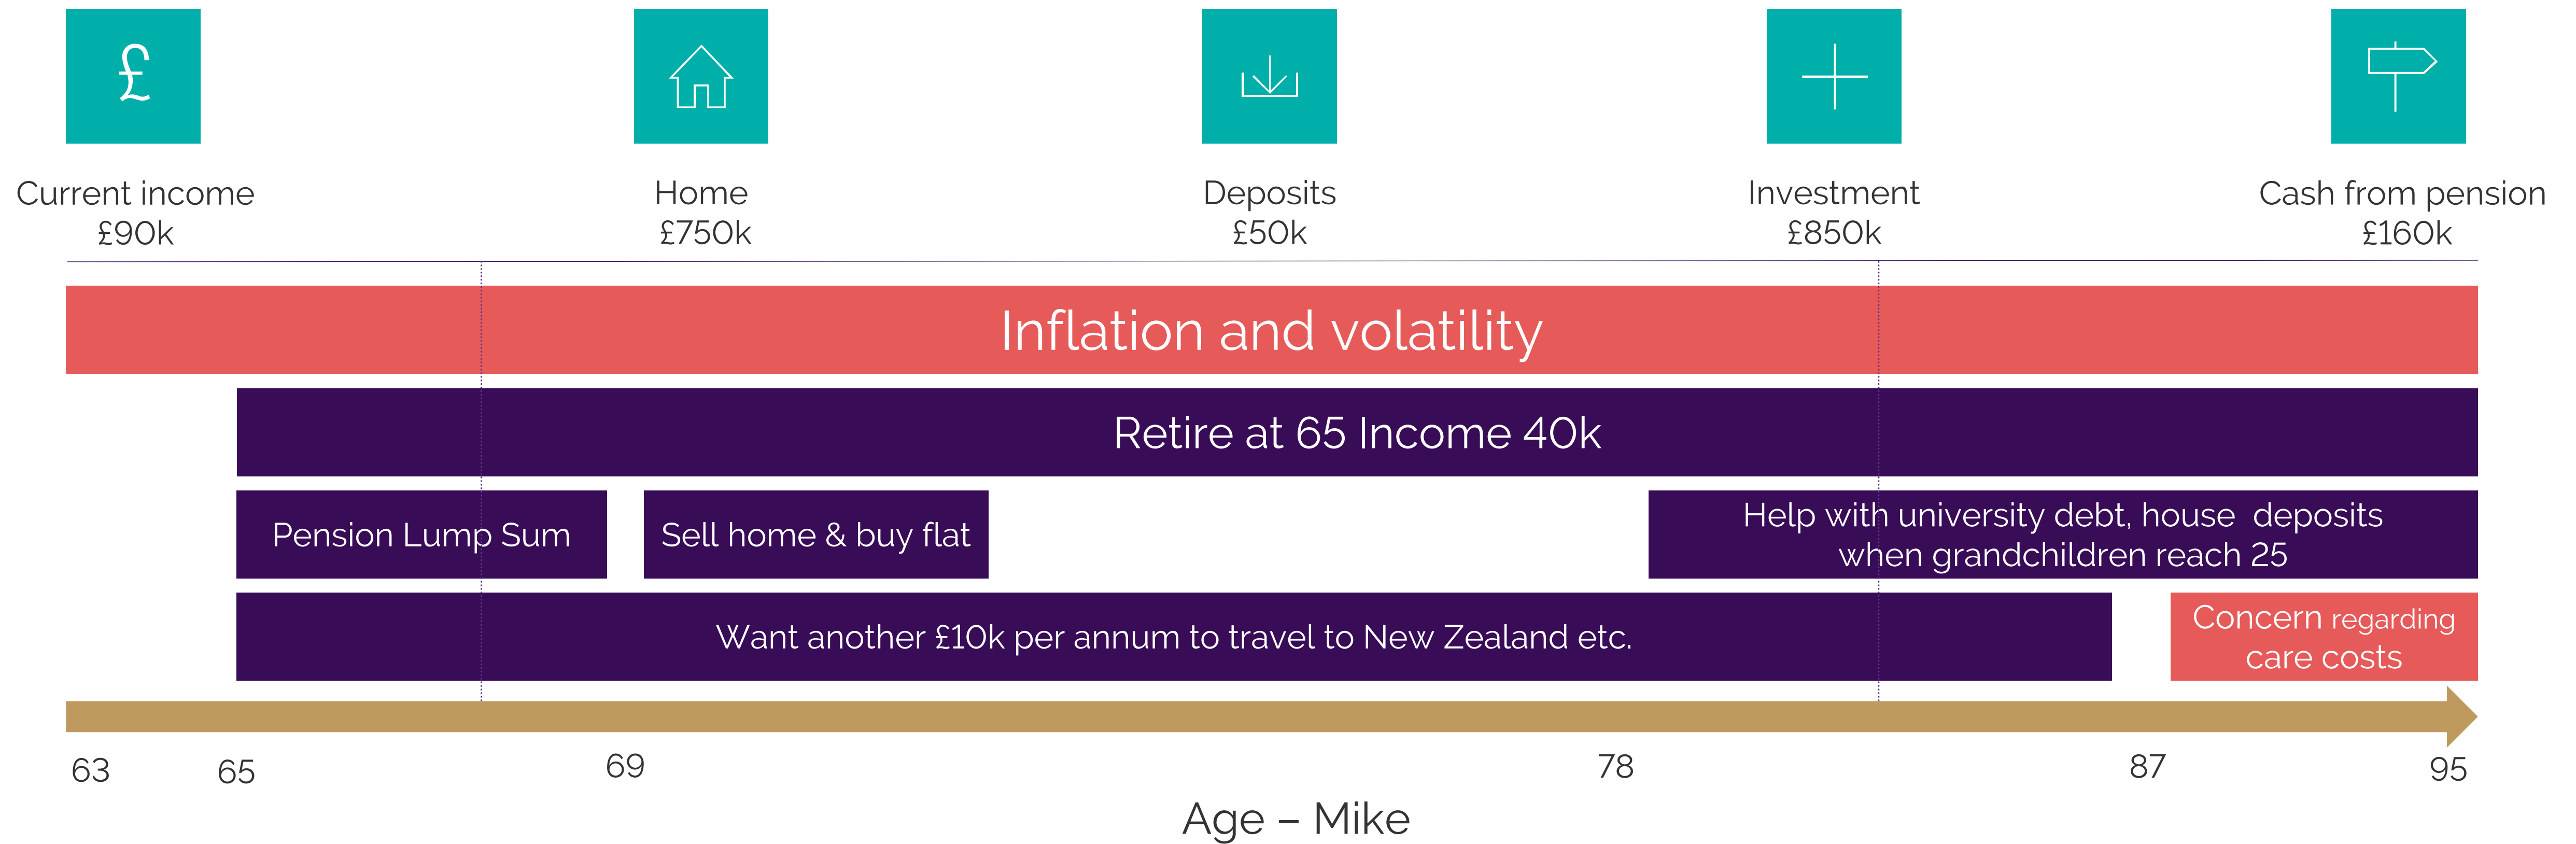 £
Current income
£90k
Home
£750k
Deposits
£50k
Investment
£850k
Cash from pension
£160k
Inflation and volatility
Retire at 65 Income 40k
Pension Lump Sum
Sell home & buy flat
Help with university debt, house  deposits
when grandchildren reach 25
Want another £10k per annum to travel to New Zealand etc.
Concern regarding
care costs
63
65
69
78
87
95
Age – Mike